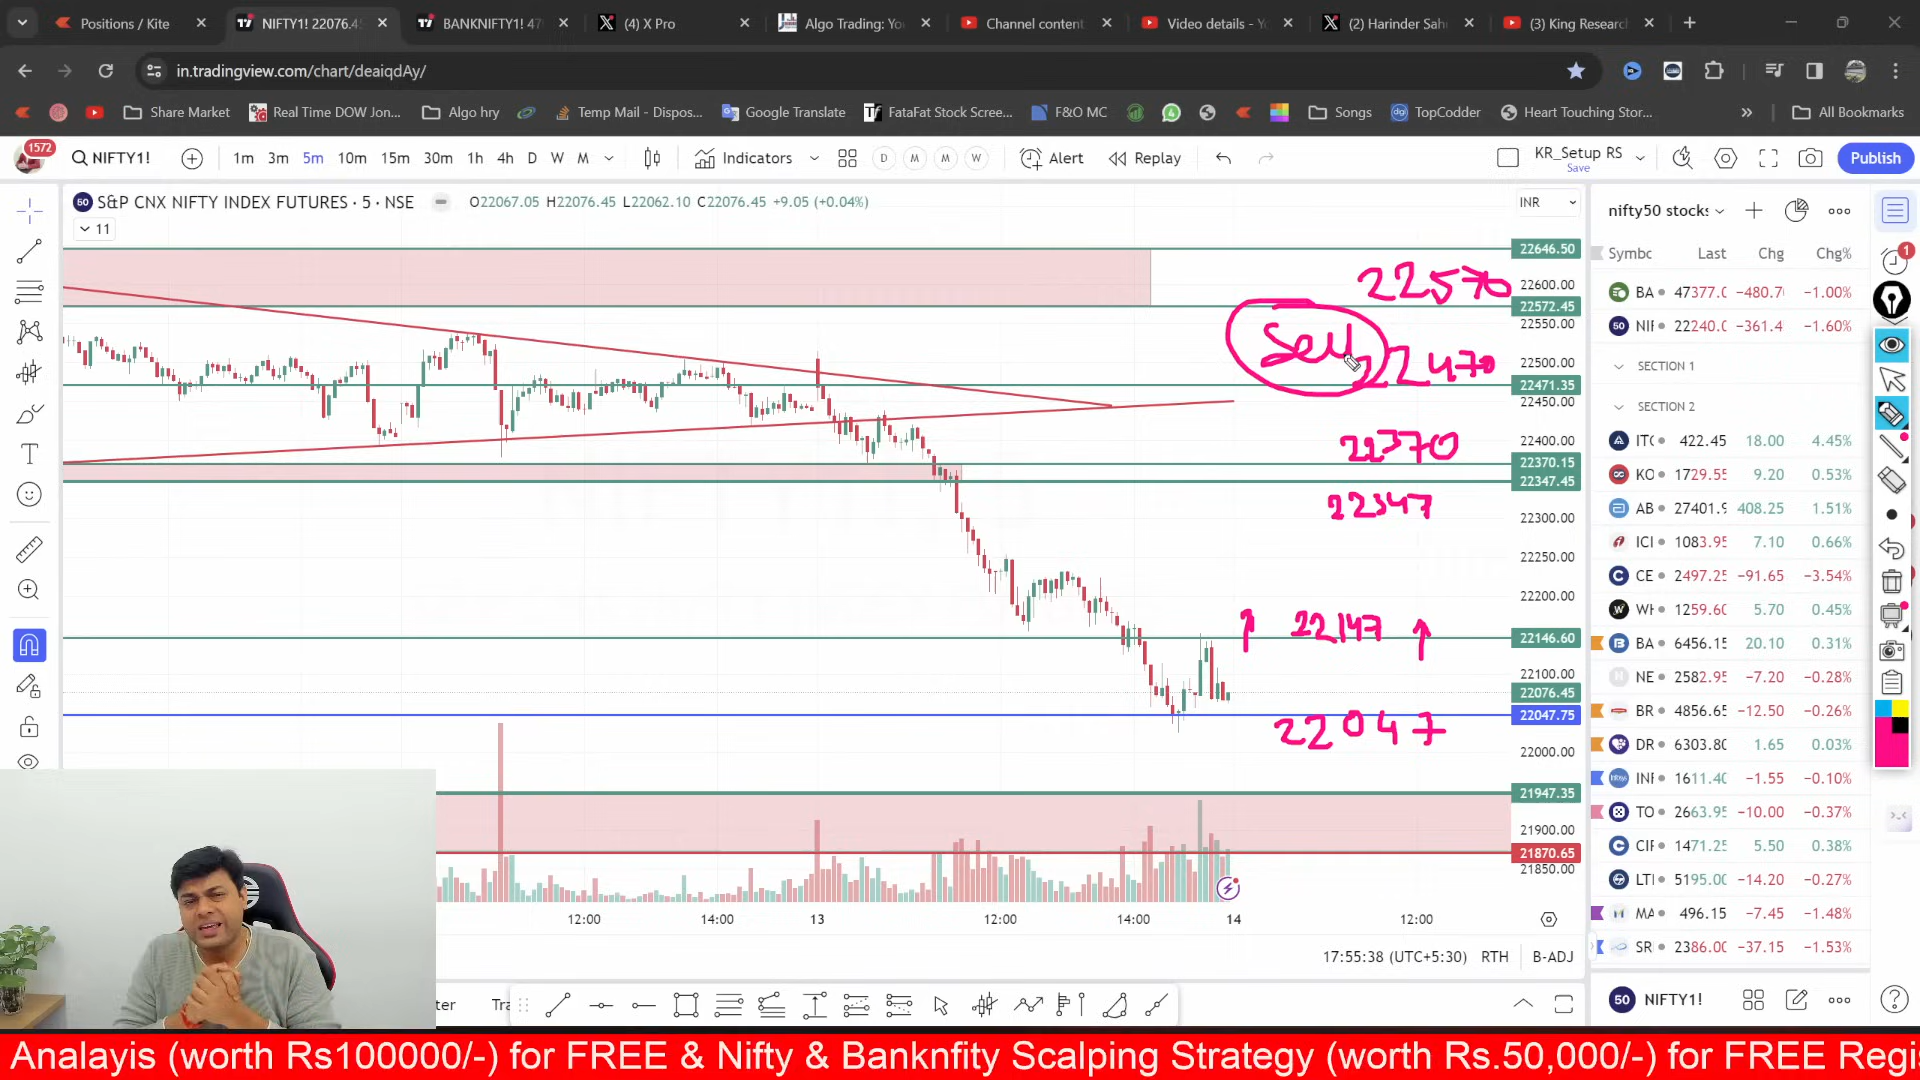 Positions / Kite
NIFTY1! 22076.4
BANKNIFTY1! 47
(4) X Pro
Algo Trading: Yo
Channel content
Video details - Yo
(2) Harinder Sah
(3) King Researc
in.tradingview.com/chart/deaiqdAy/
Share Market
Real Time DOW Jon...
Algo hry
Temp Mail - Dispos...
Google Translate
FataFat Stock Scree...
F&O MC
Songs
TopCodder
Heart Touching Stor...
All Bookmarks
1572
NIFTY1!
1m 3m 5m 10m 15m 30m 1h 4h D W M
Indicators
D M M W
Alert
Replay
KR_Setup RS
Save
Publish
50 S&P CNX NIFTY INDEX FUTURES · 5 · NSE
O22067.05 H22076.45 L22062.10 C22076.45 +9.05 (+0.04%)
INR
11
22646.50
22600.00
22572.45
22550.00
22500.00
22471.35
22450.00
22400.00
22370.15
22347.45
22300.00
22250.00
22200.00
22146.60
22100.00
22076.45
22047.75
22000.00
21947.35
21900.00
21870.65
21850.00
22570
Sell
22470
22370
22347
22147
22047
12:00 14:00 13 12:00 14:00 14 12:00
17:55:38 (UTC+5:30) RTH B-ADJ
nifty50 stocks
Symbc Last Chg Chg%
BA 47377.0 −480.7 −1.00%
NIF 22240.0 −361.4 −1.60%
SECTION 1
SECTION 2
ITC 422.45 18.00 4.45%
KO 1729.55 9.20 0.53%
AB 27401.9 408.25 1.51%
ICI 1083.95 7.10 0.66%
CE 2497.25 −91.65 −3.54%
WH 1259.60 5.70 0.45%
BA 6456.15 20.10 0.31%
NE 2582.95 −7.20 −0.28%
BR 4856.65 −12.50 −0.26%
DR 6303.80 1.65 0.03%
INF 1611.40 −1.55 −0.10%
TO 2663.95 −10.00 −0.37%
CIF 1471.25 5.50 0.38%
LTI 5195.00 −14.20 −0.27%
MA 496.15 −7.45 −1.48%
SR 2386.00 −37.15 −1.53%
50 NIFTY1!
1
ter Tra
Analayis (worth Rs100000/-) for FREE & Nifty & Banknfity Scalping Strategy (worth Rs.50,000/-) for FREE Regi